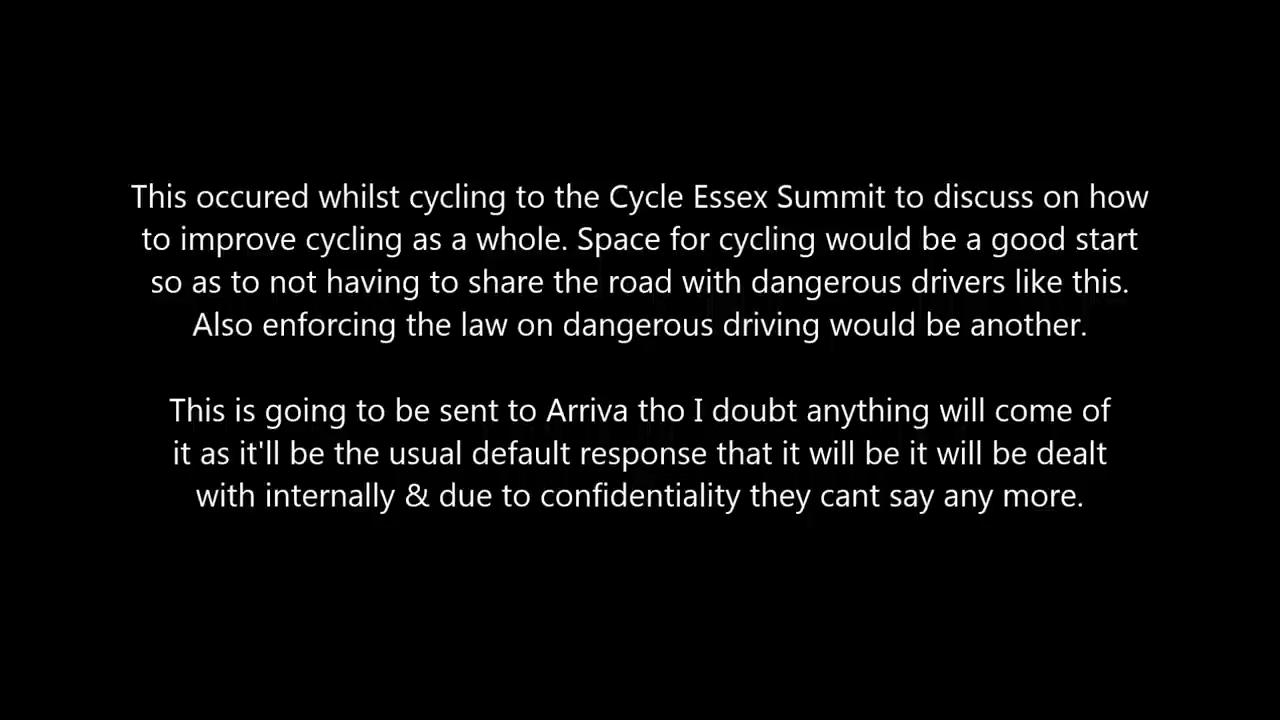 This occured whilst cycling to the Cycle Essex Summit to discuss on how
to improve cycling as a whole. Space for cycling would be a good start
so as to not having to share the road with dangerous drivers like this.
Also enforcing the law on dangerous driving would be another.
This is going to be sent to Arriva tho I doubt anything will come of
it as it'll be the usual default response that it will be it will be dealt
with internally & due to confidentiality they cant say any more.